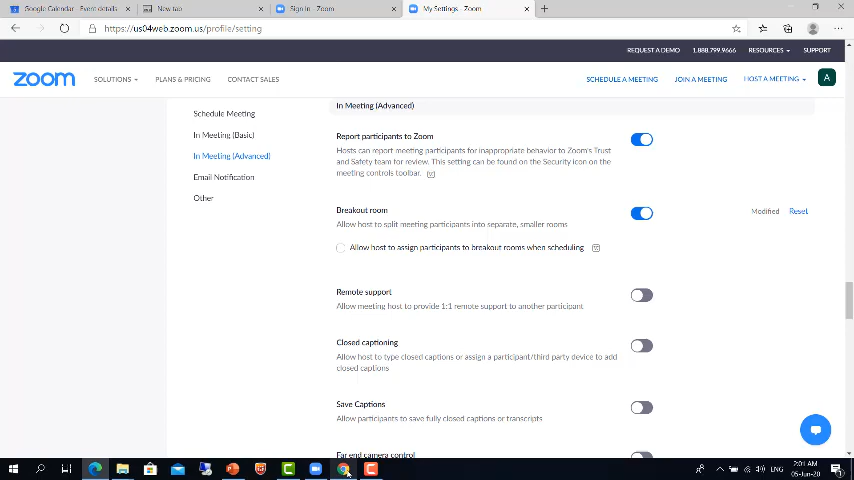 Google Calendar - Event details
New tab
Sign In - Zoom
My Settings - Zoom
https://us04web.zoom.us/profile/setting
REQUEST A DEMO
1.888.799.9666
RESOURCES
SUPPORT
zoom
SOLUTIONS
PLANS & PRICING
CONTACT SALES
SCHEDULE A MEETING
JOIN A MEETING
HOST A MEETING
A
Schedule Meeting
In Meeting (Basic)
In Meeting (Advanced)
Email Notification
Other
In Meeting (Advanced)
Report participants to Zoom
Hosts can report meeting participants for inappropriate behavior to Zoom's Trust
and Safety team for review. This setting can be found on the Security icon on the
meeting controls toolbar.
Breakout room
Allow host to split meeting participants into separate, smaller rooms
Modified
Reset
Allow host to assign participants to breakout rooms when scheduling
Remote support
Allow meeting host to provide 1:1 remote support to another participant
Closed captioning
Allow host to type closed captions or assign a participant/third party device to add
closed captions
Save Captions
Allow participants to save fully closed captions or transcripts
Far end camera control
ENG
2:01 AM
05-Jun-20